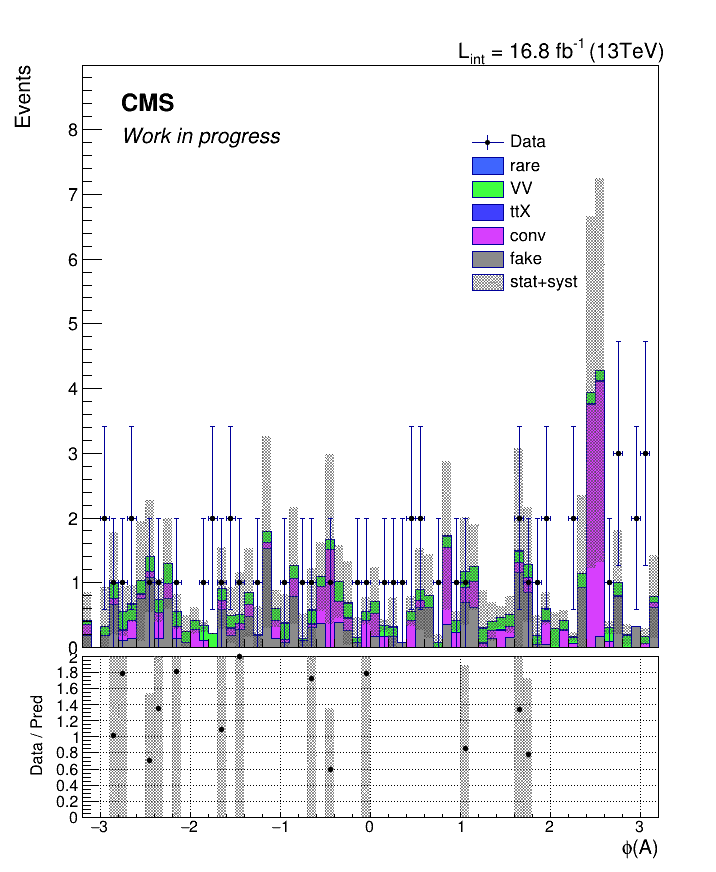 L_int = 16.8 fb^-1 (13TeV)
Events
CMS
Work in progress
Data
rare
VV
ttX
conv
fake
stat+syst
8
7
6
5
4
3
2
1
0
Data / Pred
2
1.8
1.6
1.4
1.2
1
0.8
0.6
0.4
0.2
0
−3 −2 −1 0 1 2 3
ϕ(A)